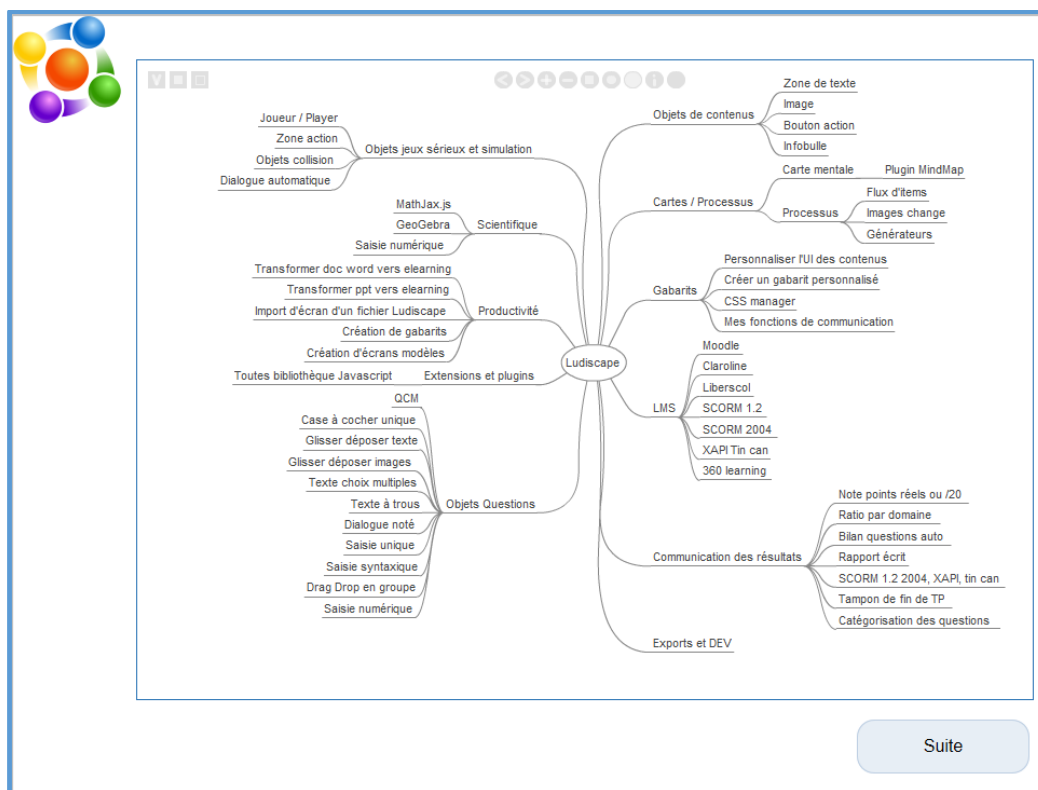 Ludiscape
Objets jeux sérieux et simulation
Joueur / Player
Zone action
Objets collision
Dialogue automatique
Scientifique
MathJax.js
GeoGebra
Saisie numérique
Productivité
Transformer doc word vers elearning
Transformer ppt vers elearning
Import d'écran d'un fichier Ludiscape
Création de gabarits
Création d'écrans modèles
Extensions et plugins
Toutes bibliothèque Javascript
Objets Questions
QCM
Case à cocher unique
Glisser déposer texte
Glisser déposer images
Texte choix multiples
Texte à trous
Dialogue noté
Saisie unique
Saisie syntaxique
Drag Drop en groupe
Saisie numérique
Objets de contenus
Zone de texte
Image
Bouton action
Infobulle
Cartes / Processus
Carte mentale
Plugin MindMap
Processus
Flux d'items
Images change
Générateurs
Gabarits
Personnaliser l'UI des contenus
Créer un gabarit personnalisé
CSS manager
Mes fonctions de communication
LMS
Moodle
Claroline
Liberscol
SCORM 1.2
SCORM 2004
XAPI Tin can
360 learning
Communication des résultats
Note points réels ou /20
Ratio par domaine
Bilan questions auto
Rapport écrit
SCORM 1.2 2004, XAPI, tin can
Tampon de fin de TP
Catégorisation des questions
Exports et DEV
V
i
Suite